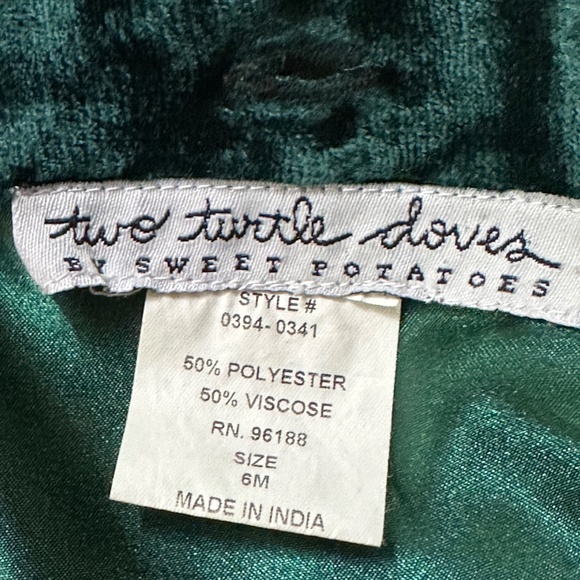 two turtle doves
BY SWEET POTATOES
STYLE #
0394-0341
50% POLYESTER
50% VISCOSE
RN. 96188
SIZE
6M
MADE IN INDIA